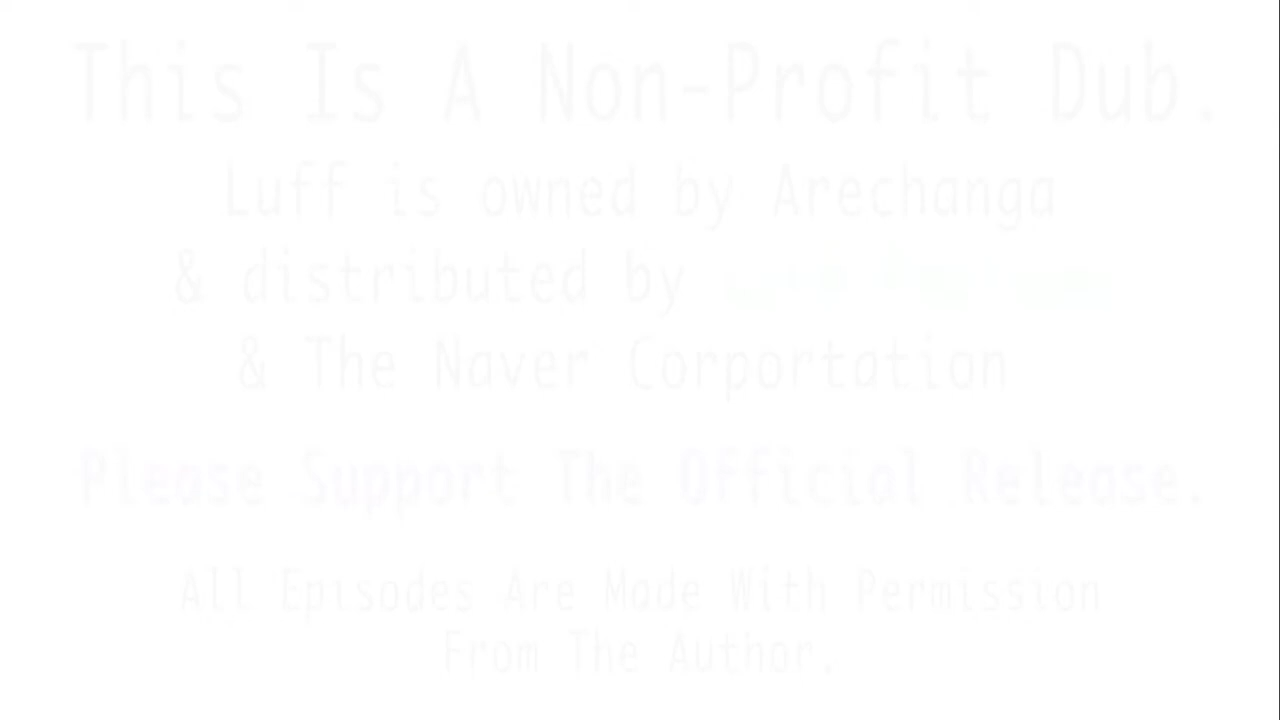 This Is A Non-Profit Dub.
Luff is owned by Arechanga
& distributed by
& The Naver Corportation
Please Support The Official Release.
All Episodes Are Made With Permission
From The Author.